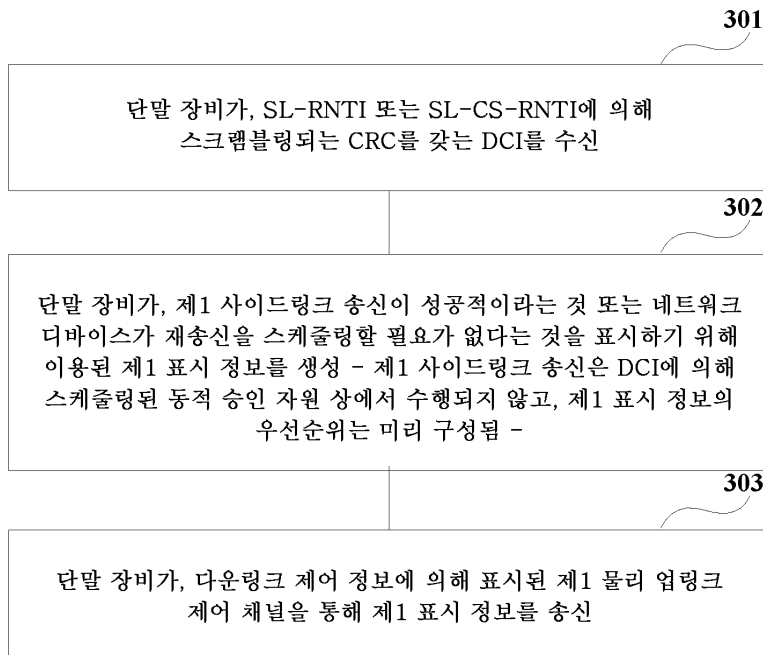 301
단말 장비가, SL-RNTI 또는 SL-CS-RNTI에 의해
스크램블링되는 CRC를 갖는 DCI를 수신
302
단말 장비가, 제1 사이드링크 송신이 성공적이라는 것 또는 네트워크
디바이스가 재송신을 스케줄링할 필요가 없다는 것을 표시하기 위해
이용된 제1 표시 정보를 생성 - 제1 사이드링크 송신은 DCI에 의해
스케줄링된 동적 승인 자원 상에서 수행되지 않고, 제1 표시 정보의
우선순위는 미리 구성됨 -
303
단말 장비가, 다운링크 제어 정보에 의해 표시된 제1 물리 업링크
제어 채널을 통해 제1 표시 정보를 송신